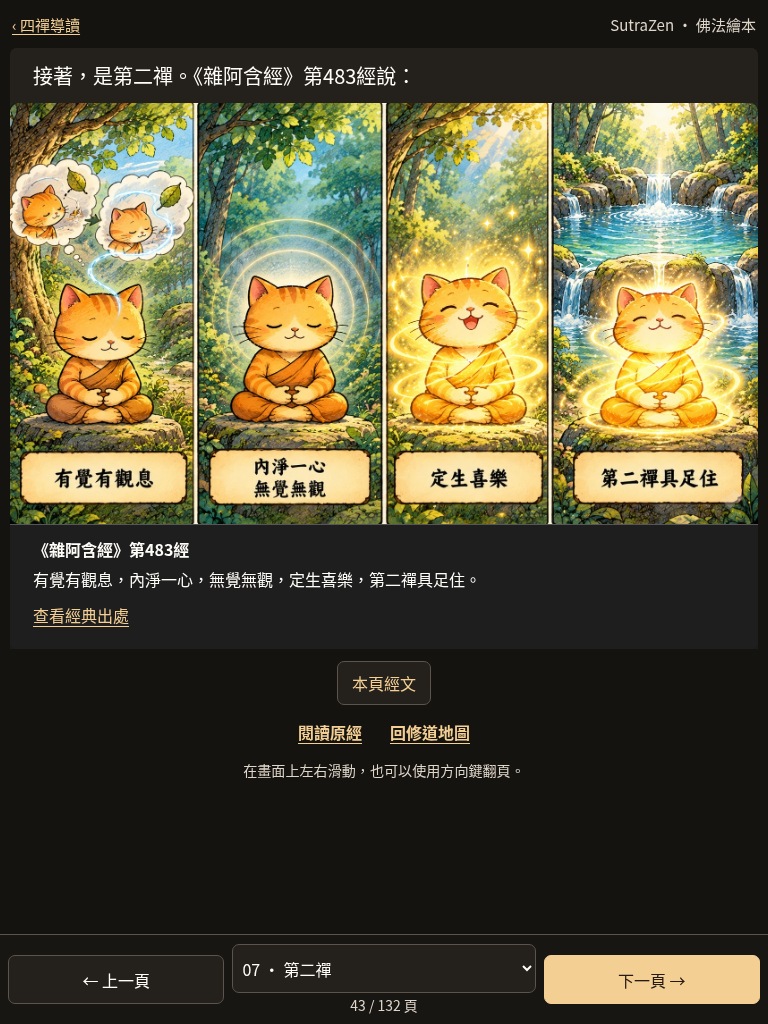 ‹ 四禪導讀
SutraZen · 佛法繪本
接著，是第二禪。《雜阿含經》第483經說：
有覺有觀息
內淨一心
無覺無觀
定生喜樂
第二禪具足住
《雜阿含經》第483經
有覺有觀息，內淨一心，無覺無觀，定生喜樂，第二禪具足住。
查看經典出處
本頁經文
閱讀原經 回修道地圖
在畫面上左右滑動，也可以使用方向鍵翻頁。
← 上一頁
07 · 第二禪
下一頁 →
43 / 132 頁